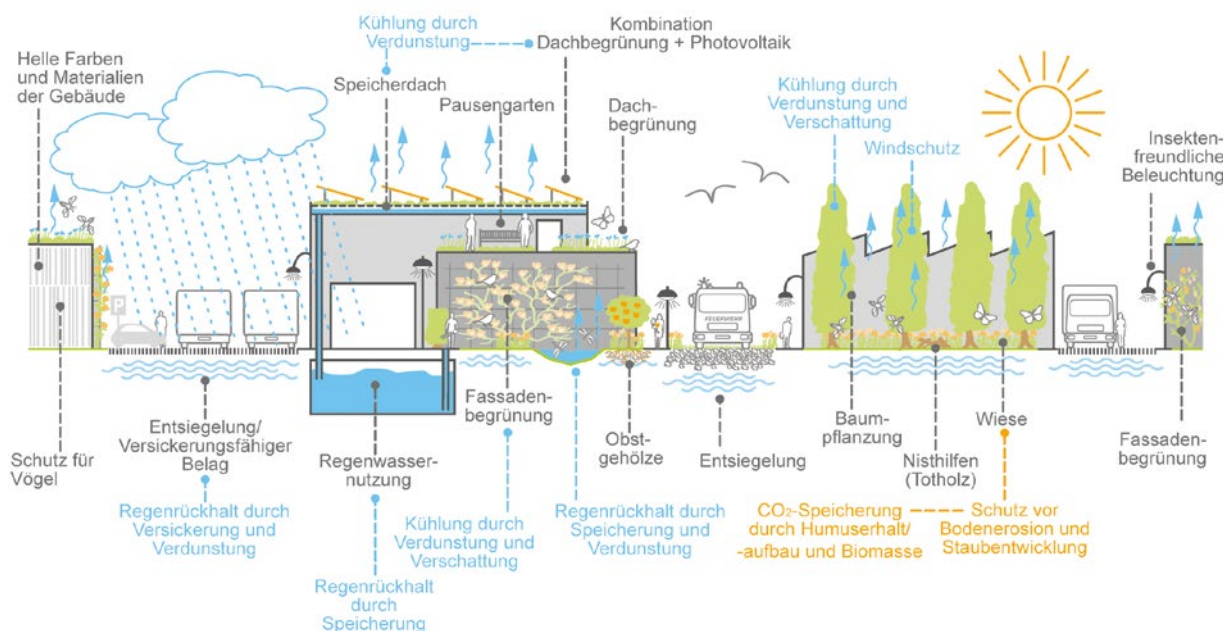 Kühlung durch
Verdunstung
Kombination
Dachbegrünung + Photovoltaik
Helle Farben
und Materialien
der Gebäude
Speicherdach
Pausengarten
Dach-
begrünung
Kühlung durch
Verdunstung und
Verschattung
Windschutz
Insekten-
freundliche
Beleuchtung
P
FEUERWEHR
Schutz für
Vögel
Entsiegelung/
Versickerungsfähiger
Belag
Regenrückhalt durch
Versickerung und
Verdunstung
Regenwasser-
nutzung
Regenrückhalt
durch
Speicherung
Fassaden-
begrünung
Kühlung durch
Verdunstung und
Verschattung
Obst-
gehölze
Regenrückhalt durch
Speicherung und
Verdunstung
Entsiegelung
Baum-
pflanzung
Nisthilfen
(Totholz)
Wiese
CO₂-Speicherung
durch Humuserhalt/
-aufbau und Biomasse
Schutz vor
Bodenerosion und
Staubentwicklung
Fassaden-
begrünung